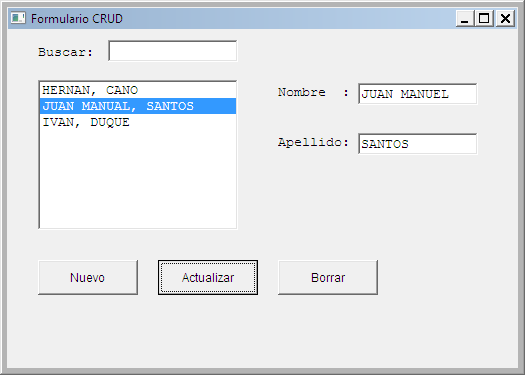 Formulario CRUD
Buscar:
HERNAN, CANO
JUAN MANUAL, SANTOS
IVAN, DUQUE
Nombre  : JUAN MANUEL
Apellido: SANTOS
Nuevo Actualizar Borrar